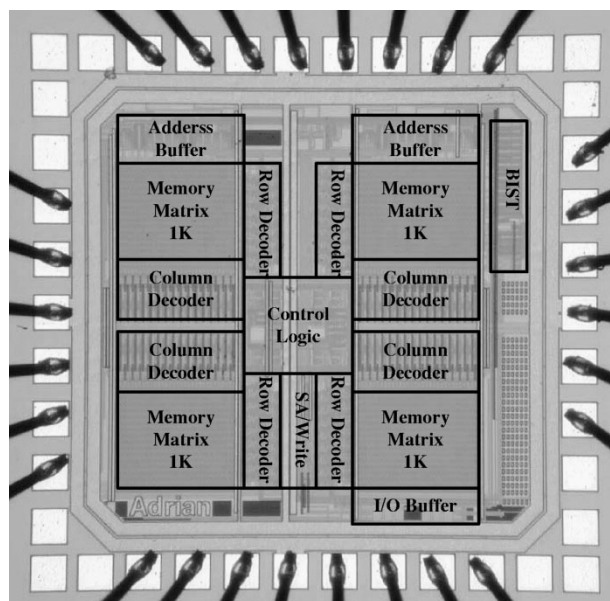 Adderss
Buffer
Adderss
Buffer
BIST
Memory
Matrix
1K
Row Decoder
Row Decoder
Memory
Matrix
1K
Column
Decoder
Control
Logic
Column
Decoder
Column
Decoder
Column
Decoder
Memory
Matrix
1K
Row Decoder
SA/Write
Row Decoder
Memory
Matrix
1K
Adrian
I/O Buffer